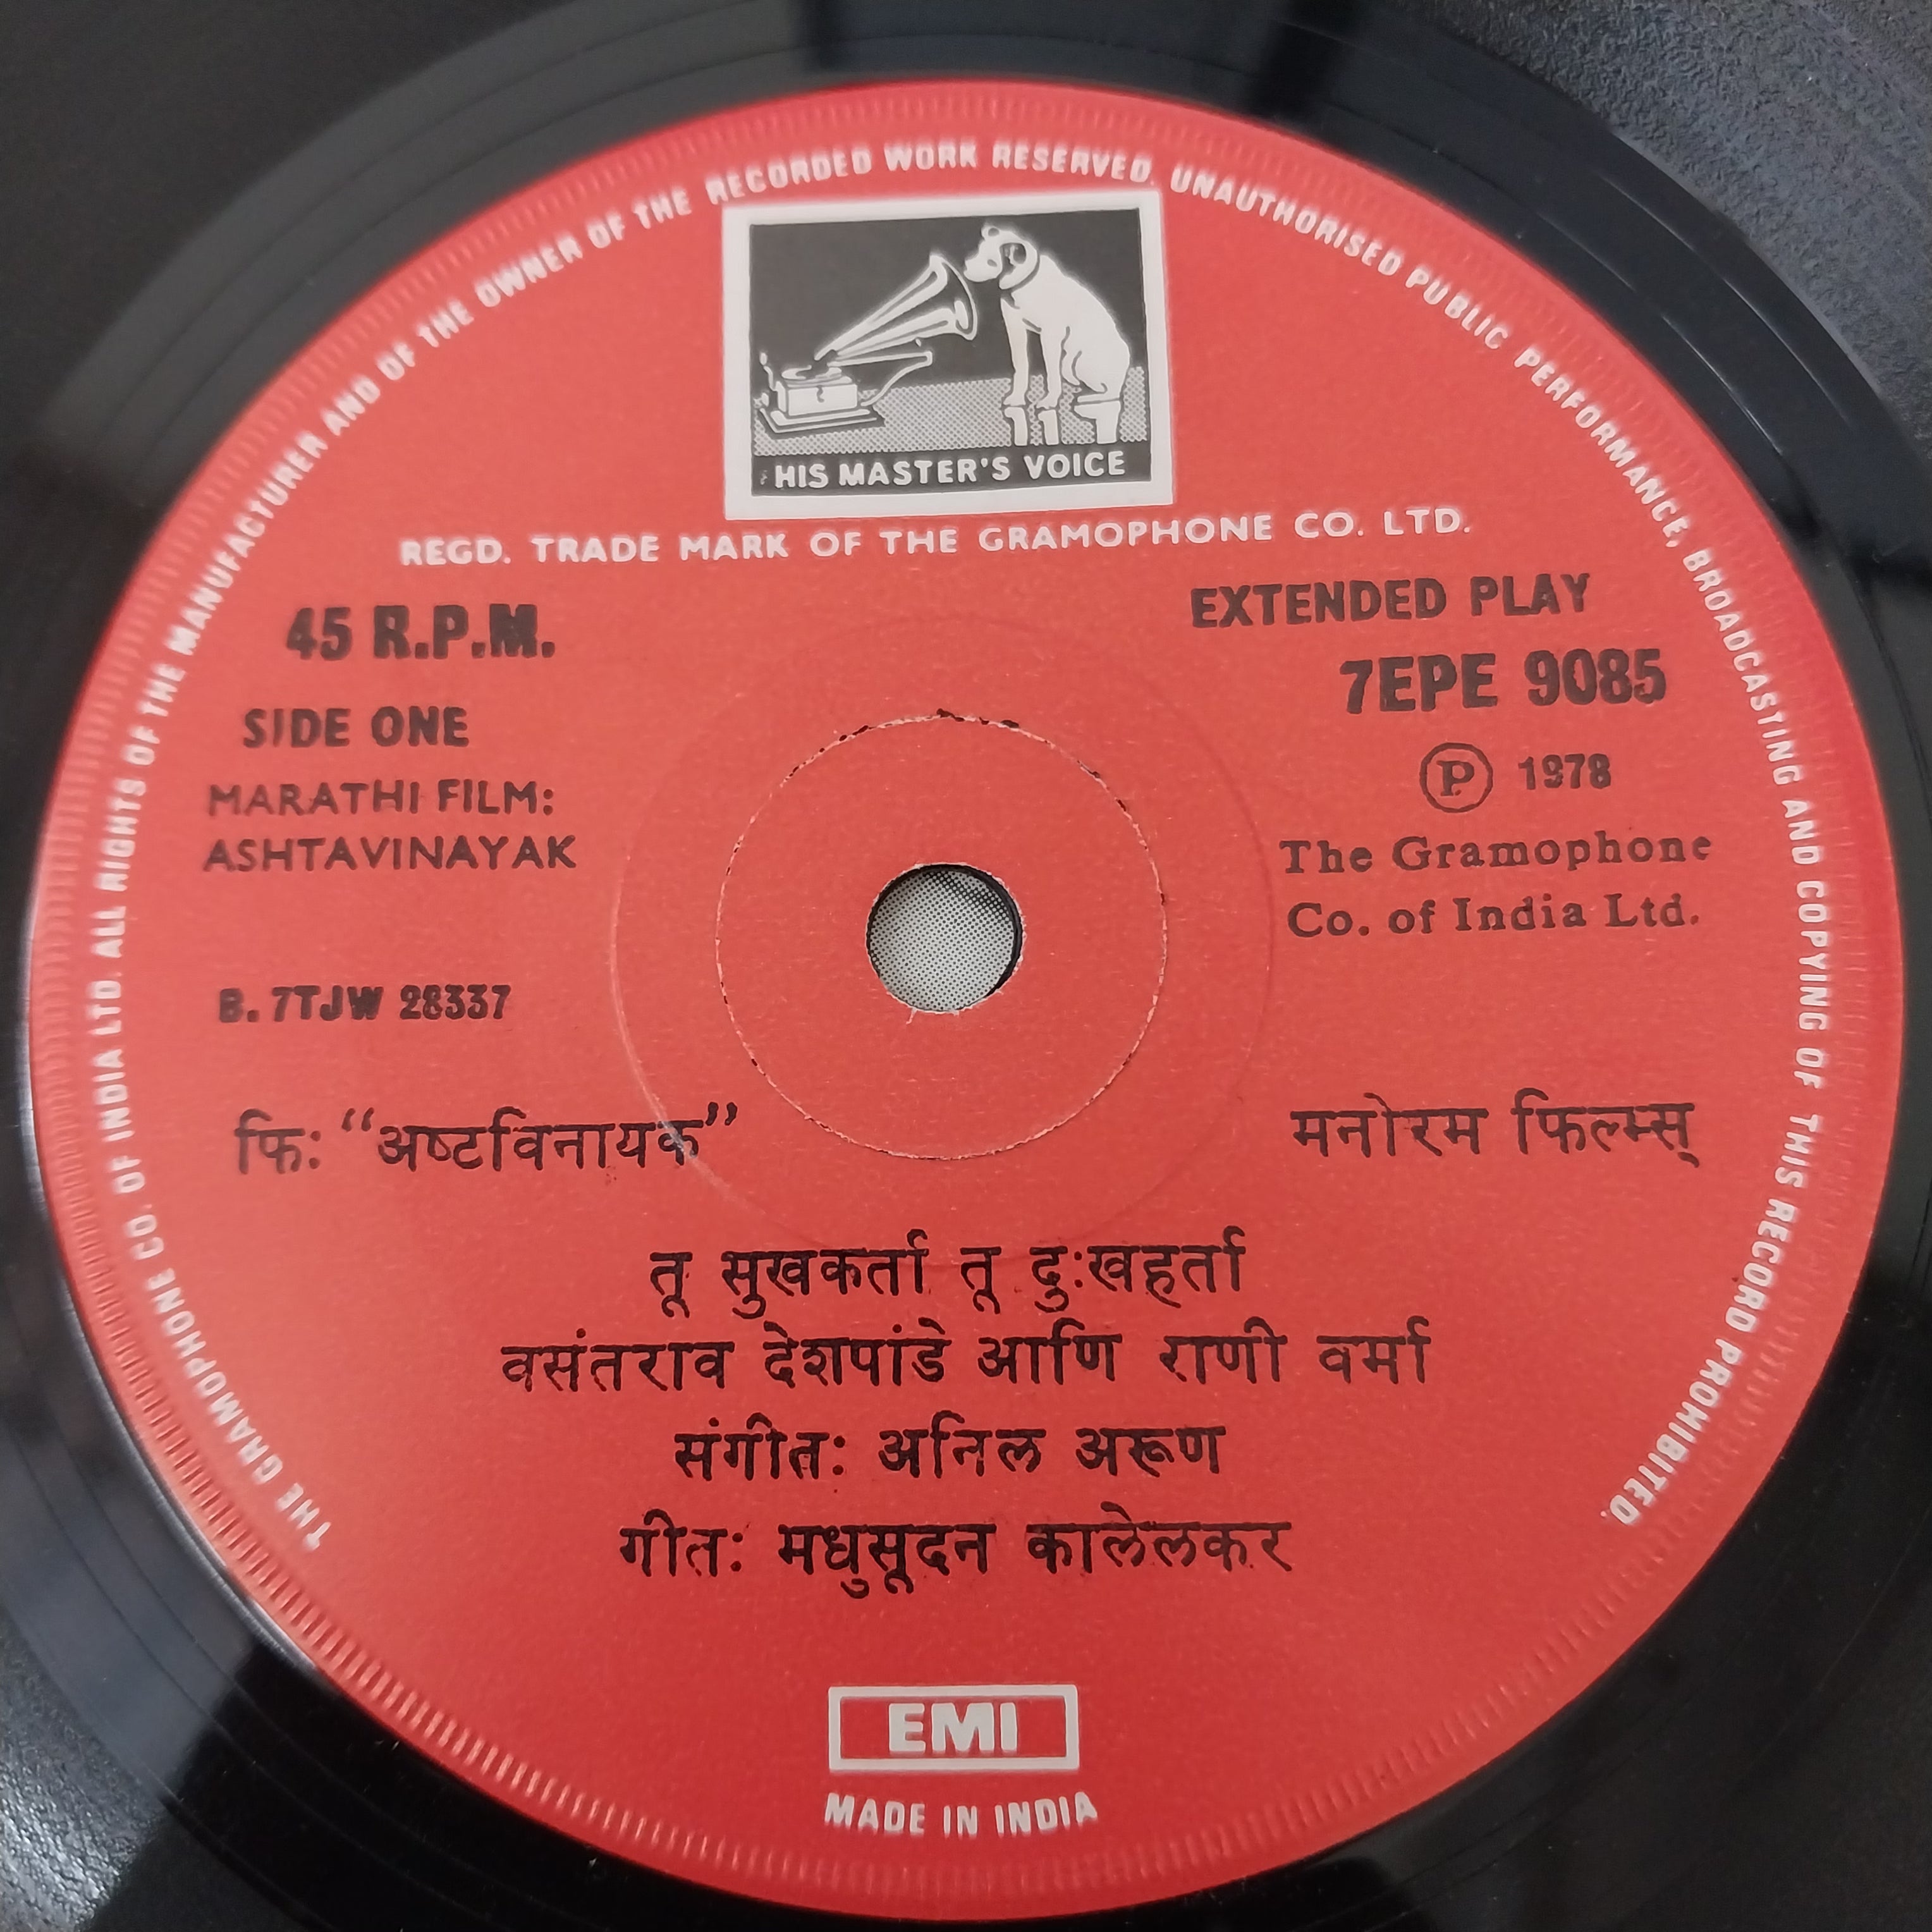 THE GRAMOPHONE CO. OF INDIA LTD. ALL RIGHTS OF THE MANUFACTURER AND OF THE OWNER OF THE RECORDED WORK RESERVED. UNAUTHORISED PUBLIC PERFORMANCE, BROADCASTING AND COPYING OF THIS RECORD PROHIBITED.
HIS MASTER'S VOICE
REGD. TRADE MARK OF THE GRAMOPHONE CO. LTD.
45 R.P.M.
SIDE ONE
MARATHI FILM:
ASHTAVINAYAK
B. 7TJW 28337
EXTENDED PLAY
7EPE 9085
Ⓟ 1978
The Gramophone
Co. of India Ltd.
फि: “अष्टविनायक” मनोरम फिल्म्स्
तू सुखकर्ता तू दु:खहर्ता
वसंतराव देशपांडे आणि राणी वर्मा
संगीत: अनिल अरूण
गीत: मधुसूदन कालेलकर
EMI
MADE IN INDIA